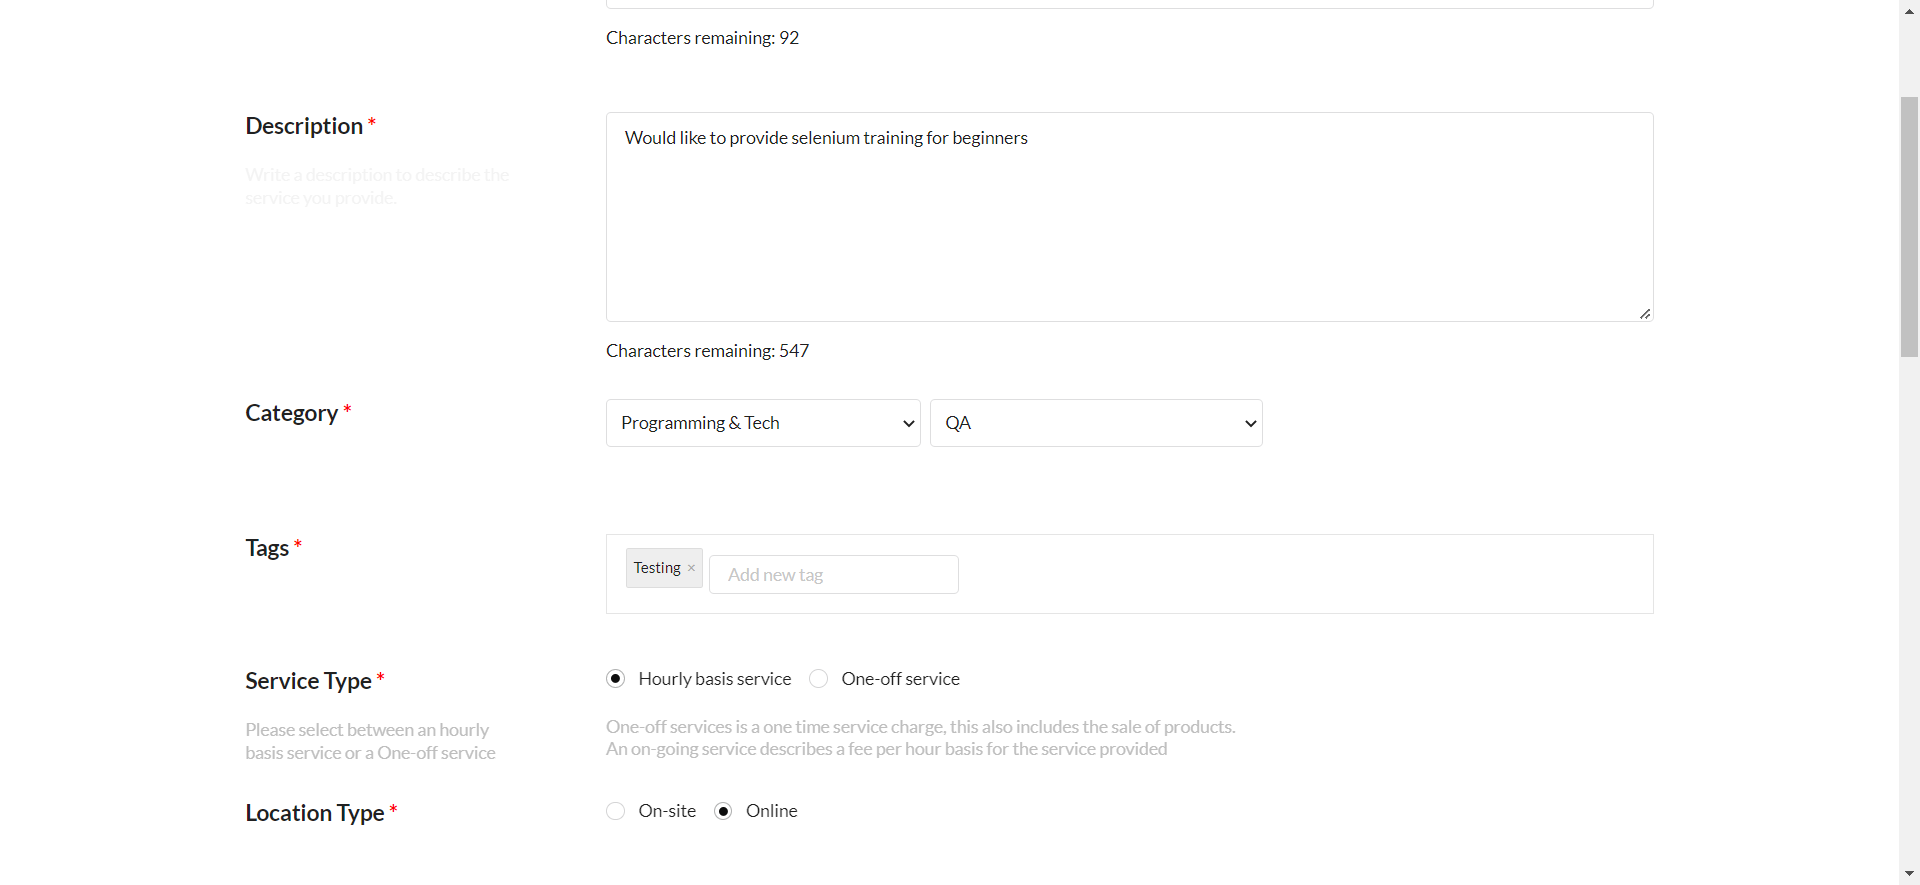 Characters remaining: 92
Description *
Write a description to describe the
service you provide.
Would like to provide selenium training for beginners
Characters remaining: 547
Category *
Programming & Tech
QA
Tags *
Testing ×
Add new tag
Service Type *
Please select between an hourly
basis service or a One-off service
Hourly basis service
One-off service
One-off services is a one time service charge, this also includes the sale of products.
An on-going service describes a fee per hour basis for the service provided
Location Type *
On-site
Online